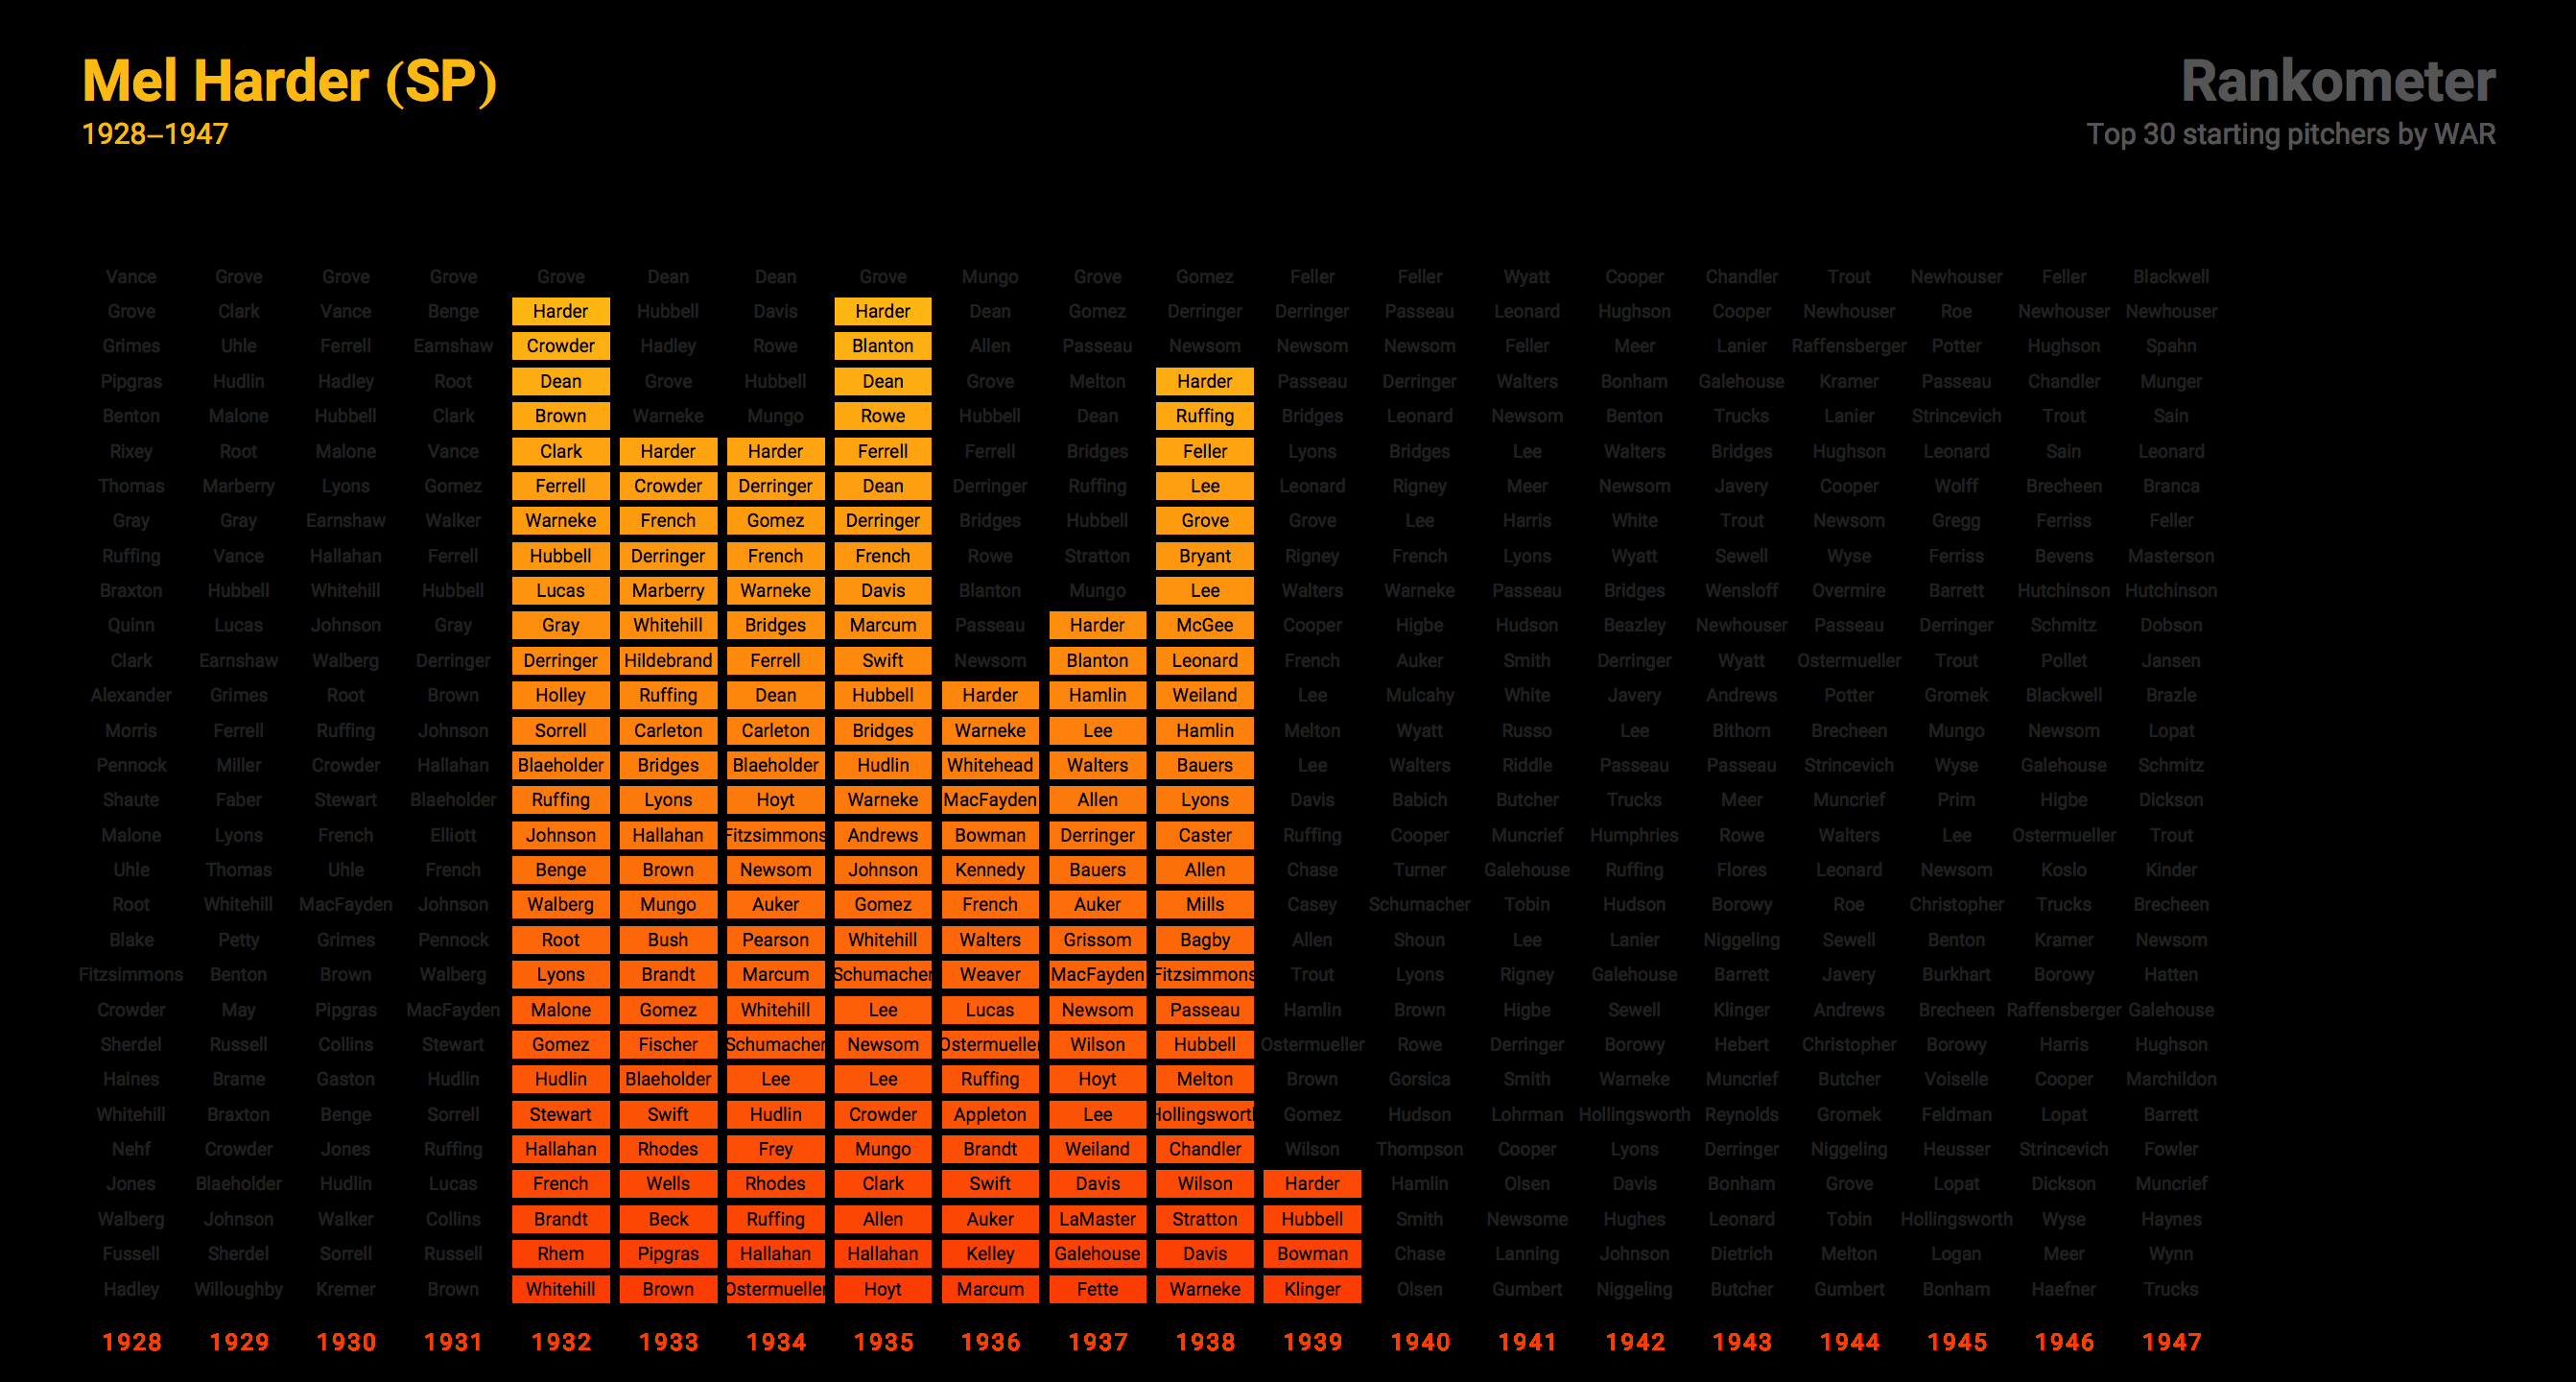 Mel Harder (SP)
1928–1947
Rankometer
Top 30 starting pitchers by WAR
Vance Grove Grove Grove Grove Dean Dean Grove Mungo Grove Gomez Feller Feller Wyatt Cooper Chandler Trout Newhouser Feller Blackwell
Grove Clark Vance Benge Harder Hubbell Davis Harder Dean Gomez Derringer Derringer Passeau Leonard Hughson Cooper Newhouser Roe Newhouser Newhouser
Grimes Uhle Ferrell Earnshaw Crowder Hadley Rowe Blanton Allen Passeau Newsom Newsom Newsom Feller Meer Lanier Raffensberger Potter Hughson Spahn
Pipgras Hudlin Hadley Root Dean Grove Hubbell Dean Grove Melton Harder Passeau Derringer Walters Bonham Galehouse Kramer Passeau Chandler Munger
Benton Malone Hubbell Clark Brown Warneke Mungo Rowe Hubbell Dean Ruffing Bridges Leonard Newsom Benton Trucks Lanier Strincevich Trout Sain
Rixey Root Malone Vance Clark Harder Harder Ferrell Ferrell Bridges Feller Lyons Bridges Lee Walters Bridges Hughson Leonard Sain Leonard
Thomas Marberry Lyons Gomez Ferrell Crowder Derringer Dean Derringer Ruffing Lee Leonard Rigney Meer Newsom Javery Cooper Wolff Brecheen Branca
Gray Gray Earnshaw Walker Warneke French Gomez Derringer Bridges Hubbell Grove Grove Lee Harris White Trout Newsom Gregg Ferriss Feller
Ruffing Vance Hallahan Ferrell Hubbell Derringer French French Rowe Stratton Bryant Rigney French Lyons Wyatt Sewell Wyse Ferriss Bevens Masterson
Braxton Hubbell Whitehill Hubbell Lucas Marberry Warneke Davis Blanton Mungo Lee Walters Warneke Passeau Bridges Wensloff Overmire Barrett Hutchinson Hutchinson
Quinn Lucas Johnson Gray Gray Whitehill Bridges Marcum Passeau Harder McGee Cooper Higbe Hudson Beazley Newhouser Passeau Derringer Schmitz Dobson
Clark Earnshaw Walberg Derringer Derringer Hildebrand Ferrell Swift Newsom Blanton Leonard French Auker Smith Derringer Wyatt Ostermueller Trout Pollet Jansen
Alexander Grimes Root Brown Holley Ruffing Dean Hubbell Harder Hamlin Weiland Lee Mulcahy White Javery Andrews Potter Gromek Blackwell Brazle
Morris Ferrell Ruffing Johnson Sorrell Carleton Carleton Bridges Warneke Lee Hamlin Melton Wyatt Russo Lee Bithorn Brecheen Mungo Newsom Lopat
Pennock Miller Crowder Hallahan Blaeholder Bridges Blaeholder Hudlin Whitehead Walters Bauers Lee Walters Riddle Passeau Passeau Strincevich Wyse Galehouse Schmitz
Shaute Faber Stewart Blaeholder Ruffing Lyons Hoyt Warneke MacFayden Allen Lyons Davis Babich Butcher Trucks Meer Muncrief Prim Higbe Dickson
Malone Lyons French Elliott Johnson Hallahan Fitzsimmons Andrews Bowman Derringer Caster Ruffing Cooper Muncrief Humphries Rowe Walters Lee Ostermueller Trout
Uhle Thomas Uhle French Benge Brown Newsom Johnson Kennedy Bauers Allen Chase Turner Galehouse Ruffing Flores Leonard Newsom Koslo Kinder
Root Whitehill MacFayden Johnson Walberg Mungo Auker Gomez French Auker Mills Casey Schumacher Tobin Hudson Borowy Roe Christopher Trucks Brecheen
Blake Petty Grimes Pennock Root Bush Pearson Whitehill Walters Grissom Bagby Allen Shoun Lee Lanier Niggeling Sewell Benton Kramer Newsom
Fitzsimmons Benton Brown Walberg Lyons Brandt Marcum Schumacher Weaver MacFayden Fitzsimmons Trout Lyons Rigney Galehouse Barrett Javery Burkhart Borowy Hatten
Crowder May Pipgras MacFayden Malone Gomez Whitehill Lee Lucas Newsom Passeau Hamlin Brown Higbe Sewell Klinger Andrews Brecheen Raffensberger Galehouse
Sherdel Russell Collins Stewart Gomez Fischer Schumacher Newsom Ostermueller Wilson Hubbell Ostermueller Rowe Derringer Borowy Hebert Christopher Borowy Harris Hughson
Haines Brame Gaston Hudlin Hudlin Blaeholder Lee Lee Ruffing Hoyt Melton Brown Gorsica Smith Warneke Muncrief Butcher Voiselle Cooper Marchildon
Whitehill Braxton Benge Sorrell Stewart Swift Hudlin Crowder Appleton Lee Hollingsworth Gomez Hudson Lohrman Hollingsworth Reynolds Gromek Feldman Lopat Barrett
Nehf Crowder Jones Ruffing Hallahan Rhodes Frey Mungo Brandt Weiland Chandler Wilson Thompson Cooper Lyons Derringer Niggeling Heusser Strincevich Fowler
Jones Blaeholder Hudlin Lucas French Wells Rhodes Clark Swift Davis Wilson Harder Hamlin Olsen Davis Bonham Grove Lopat Dickson Muncrief
Walberg Johnson Walker Collins Brandt Beck Ruffing Allen Auker LaMaster Stratton Hubbell Smith Newsome Hughes Leonard Tobin Hollingsworth Wyse Haynes
Fussell Sherdel Sorrell Russell Rhem Pipgras Hallahan Hallahan Kelley Galehouse Davis Bowman Chase Lanning Johnson Dietrich Melton Logan Meer Wynn
Hadley Willoughby Kremer Brown Whitehill Brown Ostermueller Hoyt Marcum Fette Warneke Klinger Olsen Gumbert Niggeling Butcher Gumbert Bonham Haefner Trucks
1928 1929 1930 1931 1932 1933 1934 1935 1936 1937 1938 1939 1940 1941 1942 1943 1944 1945 1946 1947